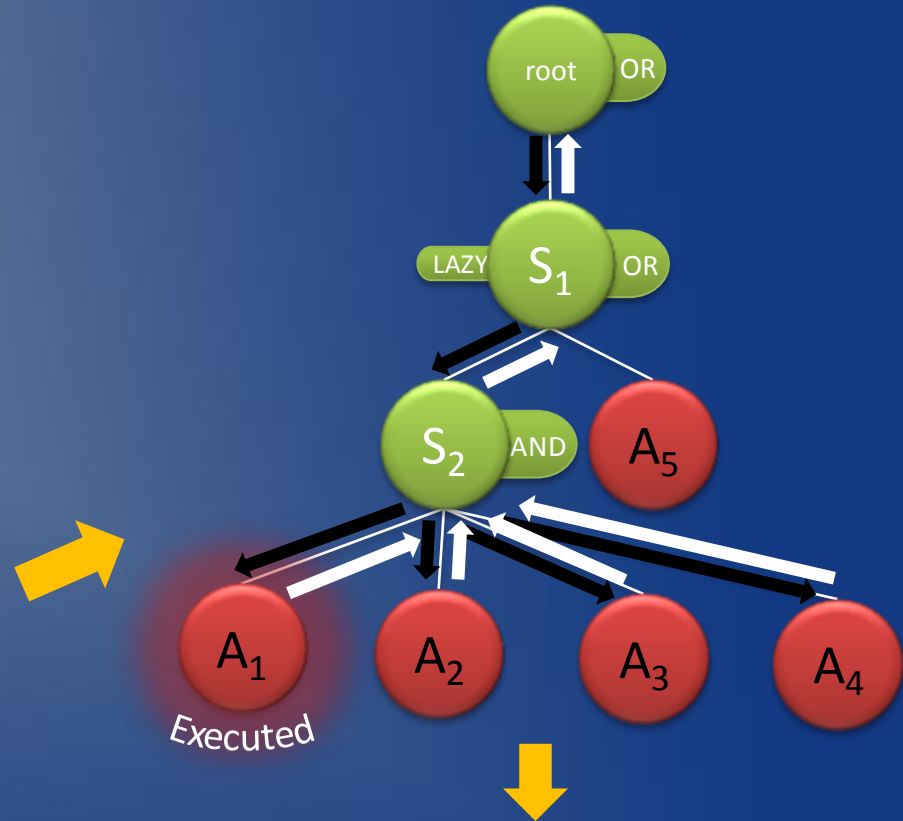 root OR
LAZY S₁ OR
S₂ AND A₅
A₁ A₂ A₃ A₄
Executed